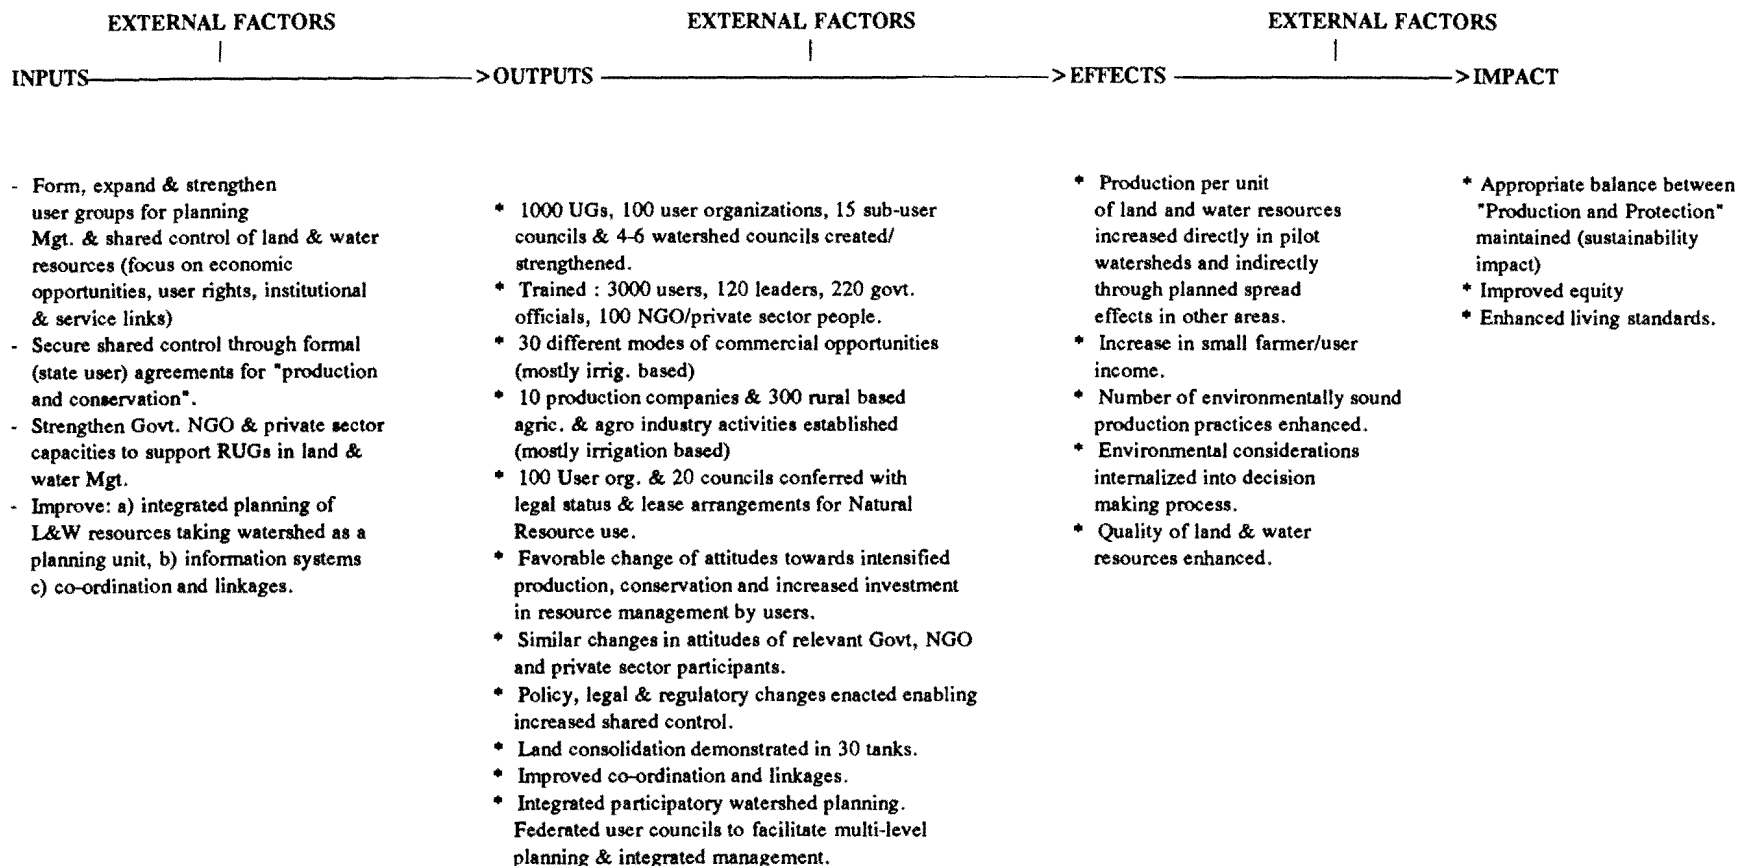 EXTERNAL FACTORS
EXTERNAL FACTORS
EXTERNAL FACTORS
INPUTS
>OUTPUTS
>EFFECTS
>IMPACT
- Form, expand & strengthen
user groups for planning
Mgt. & shared control of land & water
resources (focus on economic
opportunities, user rights, institutional
& service links)
- Secure shared control through formal
(state user) agreements for "production
and conservation".
- Strengthen Govt. NGO & private sector
capacities to support RUGs in land &
water Mgt.
- Improve: a) integrated planning of
L&W resources taking watershed as a
planning unit, b) information systems
c) co-ordination and linkages.
* 1000 UGs, 100 user organizations, 15 sub-user
councils & 4-6 watershed councils created/
strengthened.
* Trained : 3000 users, 120 leaders, 220 govt.
officials, 100 NGO/private sector people.
* 30 different modes of commercial opportunities
(mostly irrig. based)
* 10 production companies & 300 rural based
agric. & agro industry activities established
(mostly irrigation based)
* 100 User org. & 20 councils conferred with
legal status & lease arrangements for Natural
Resource use.
* Favorable change of attitudes towards intensified
production, conservation and increased investment
in resource management by users.
* Similar changes in attitudes of relevant Govt, NGO
and private sector participants.
* Policy, legal & regulatory changes enacted enabling
increased shared control.
* Land consolidation demonstrated in 30 tanks.
* Improved co-ordination and linkages.
* Integrated participatory watershed planning.
Federated user councils to facilitate multi-level
planning & integrated management.
* Production per unit
of land and water resources
increased directly in pilot
watersheds and indirectly
through planned spread
effects in other areas.
* Increase in small farmer/user
income.
* Number of environmentally sound
production practices enhanced.
* Environmental considerations
internalized into decision
making process.
* Quality of land & water
resources enhanced.
* Appropriate balance between
"Production and Protection"
maintained (sustainability
impact)
* Improved equity
* Enhanced living standards.